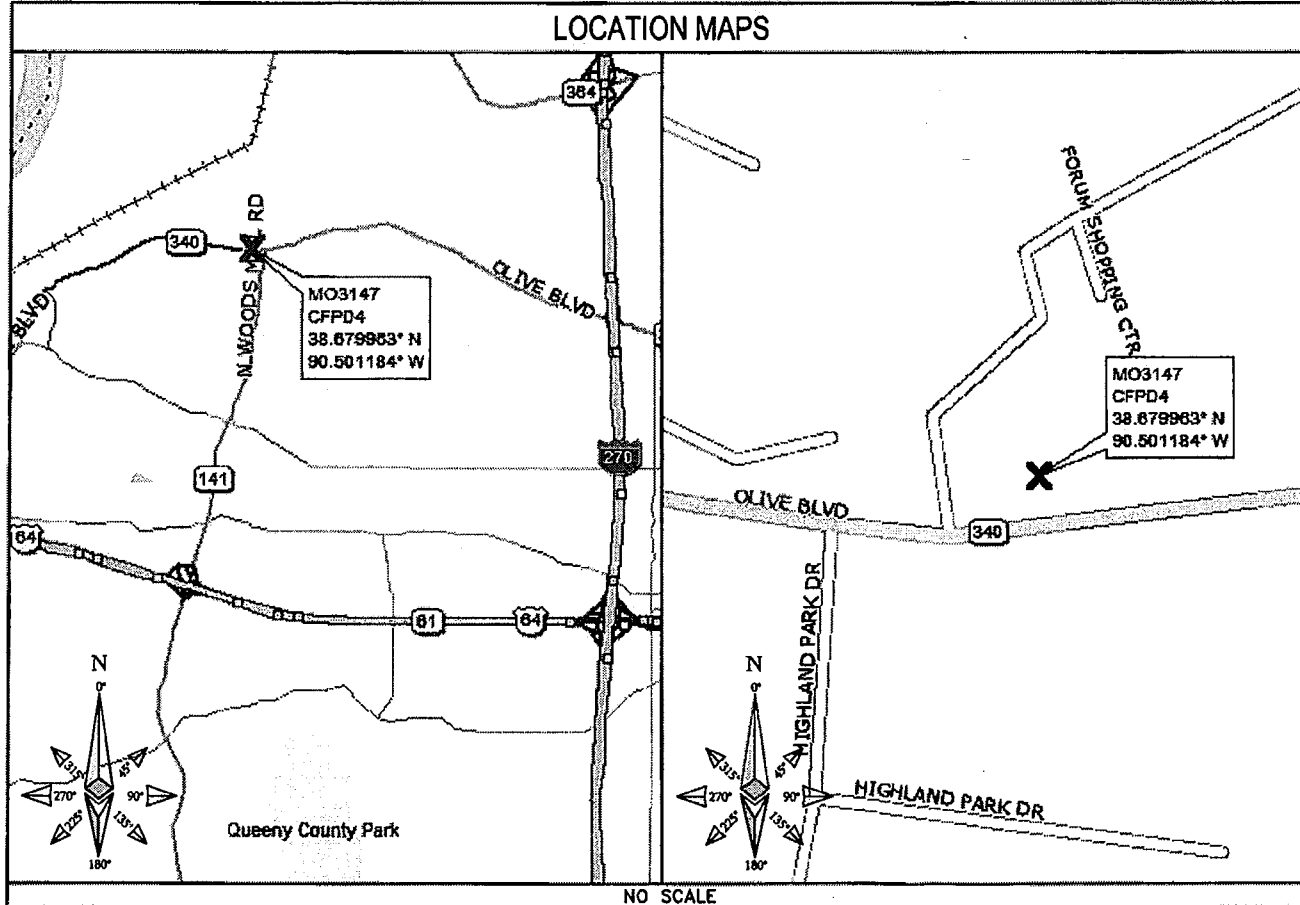 LOCATION MAPS
364
340
RD
OLIVE BLVD
BLVD
MO3147
CFPD4
38.679963° N
90.501184° W
N WOODS
141
270
64
61
64
N
0°
45°
90°
135°
180°
225°
270°
315°
Queeny County Park
FORUM SHOPPING CTR
MO3147
CFPD4
38.679963° N
90.501184° W
OLIVE BLVD
340
HIGHLAND PARK DR
HIGHLAND PARK DR
N
0°
45°
90°
135°
180°
225°
270°
315°
NO SCALE